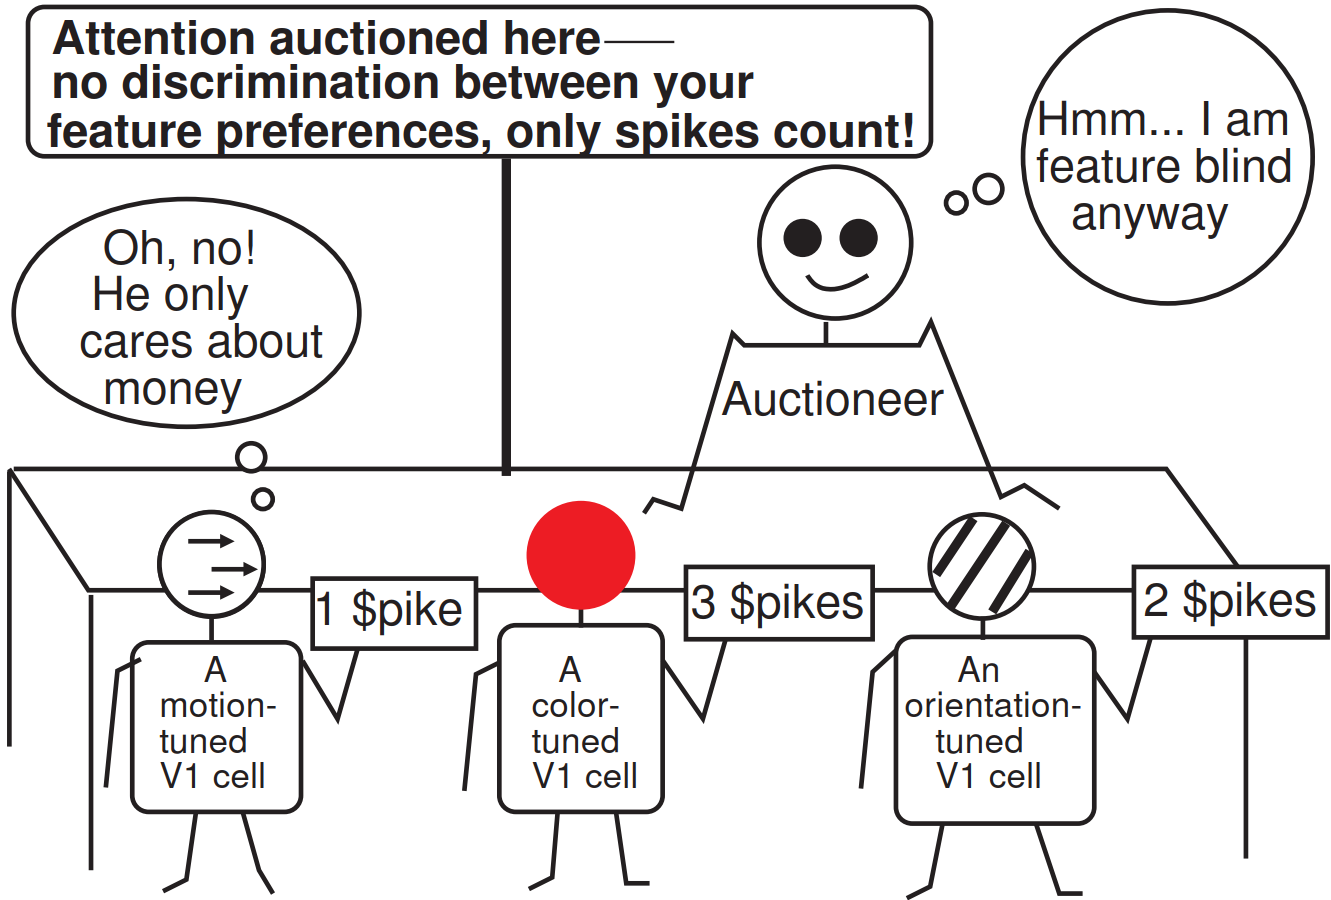 Attention auctioned here——
no discrimination between your
feature preferences, only spikes count!
Hmm... I am
feature blind
anyway
Oh, no!
He only
cares about
money
Auctioneer
1 $pike
3 $pikes
2 $pikes
A
motion-
tuned
V1 cell
A
color-
tuned
V1 cell
An
orientation-
tuned
V1 cell